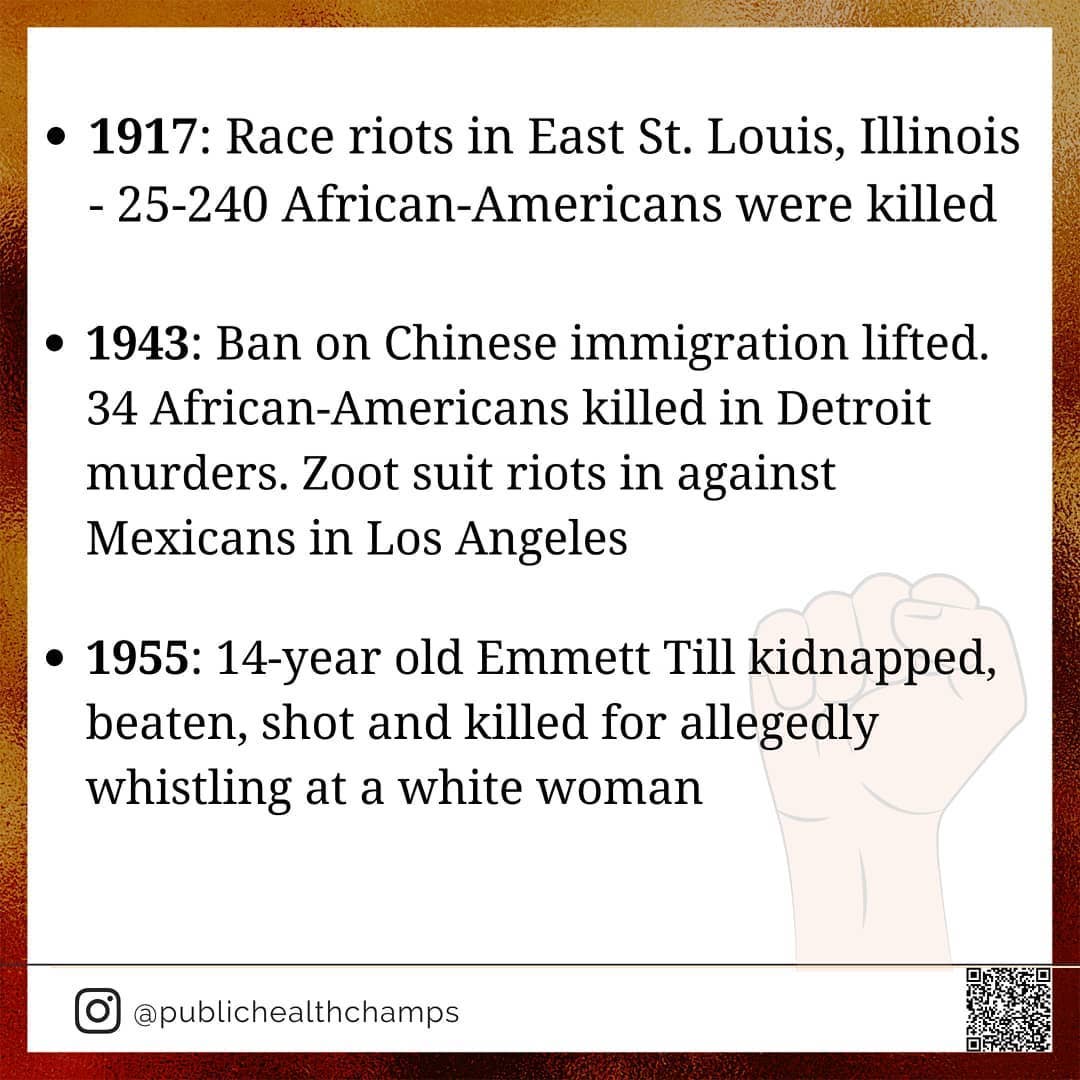 • 1917: Race riots in East St. Louis, Illinois
- 25-240 African-Americans were killed
• 1943: Ban on Chinese immigration lifted.
34 African-Americans killed in Detroit
murders. Zoot suit riots in against
Mexicans in Los Angeles
• 1955: 14-year old Emmett Till kidnapped,
beaten, shot and killed for allegedly
whistling at a white woman
@publichealthchamps